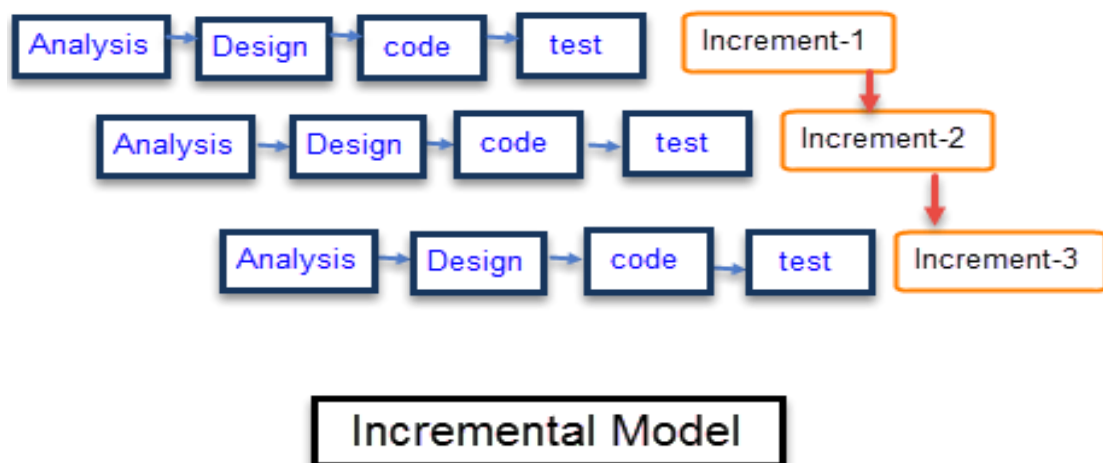 Analysis Design code test Increment-1
Analysis Design code test Increment-2
Analysis Design code test Increment-3
Incremental Model